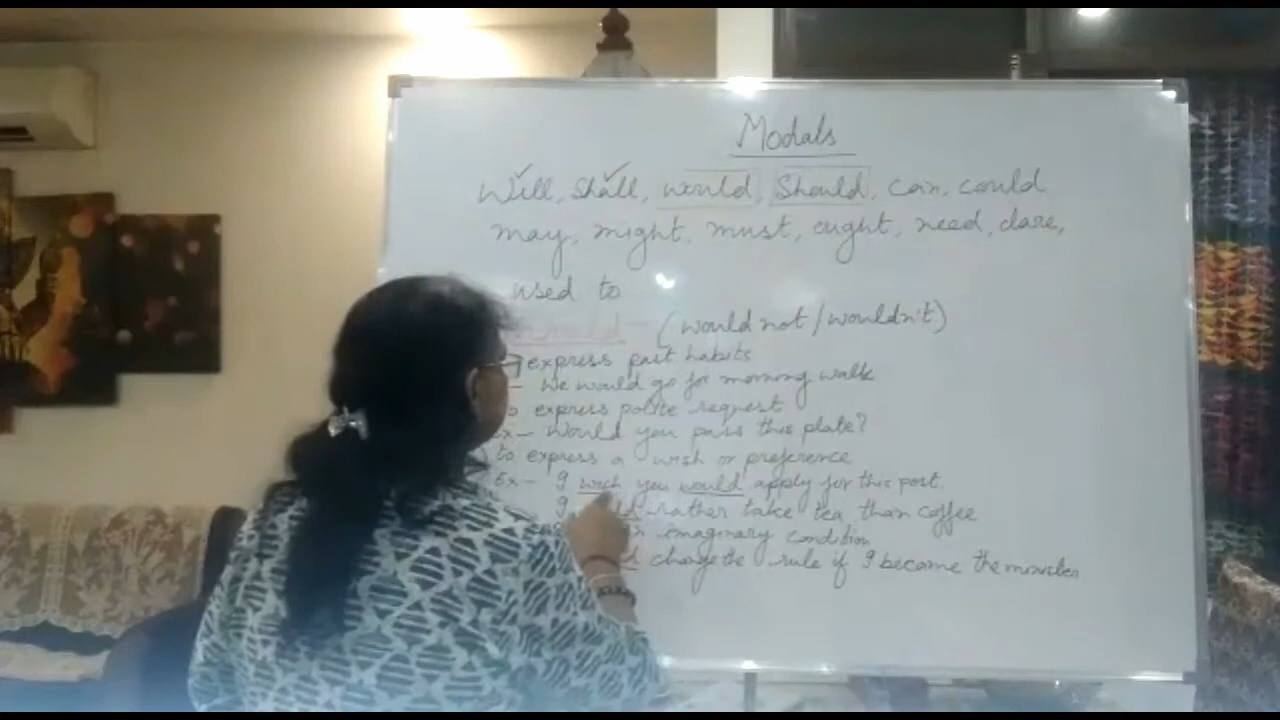 Modals
Will, Shall, would, Should, can, could
may, might, must, ought, need, dare,
used to
(would not / wouldn't)
express past habits
- We would go for morning walk
express polite request
Ex- Would you pass this plate?
to express a wish or preference
Ex- I wish you would apply for this post.
I rather take tea than coffee
imaginary condition
change the rule if I become the minister